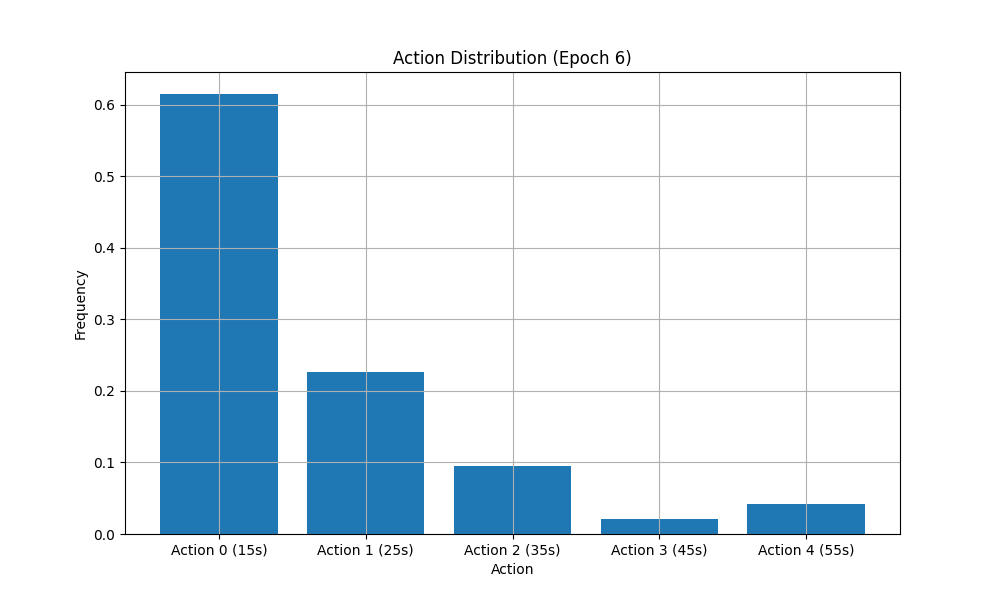 Action Distribution (Epoch 6)
Frequency
0.6
0.5
0.4
0.3
0.2
0.1
0.0
Action 0 (15s) Action 1 (25s) Action 2 (35s) Action 3 (45s) Action 4 (55s)
Action